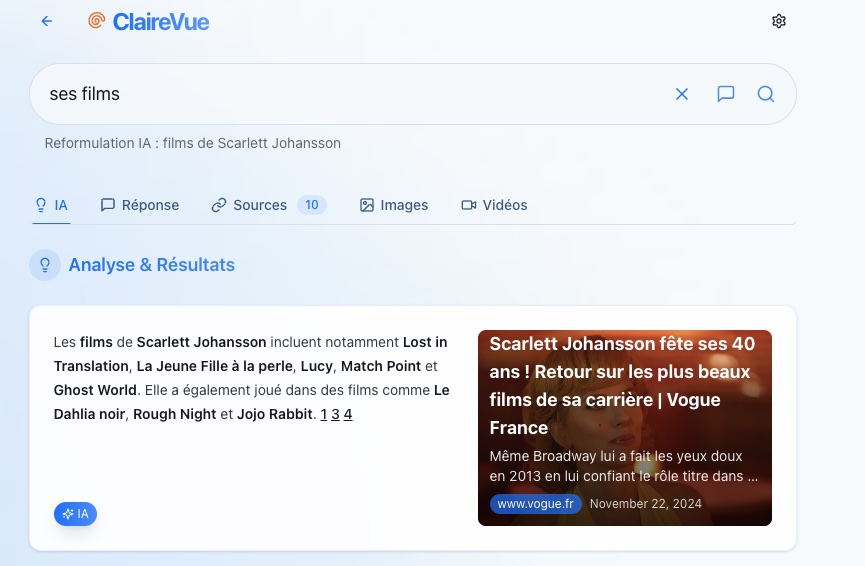 ClaireVue
ses films
Reformulation IA : films de Scarlett Johansson
IA
Réponse
Sources
10
Images
Vidéos
Analyse & Résultats
Les films de Scarlett Johansson incluent notamment Lost in
Translation, La Jeune Fille à la perle, Lucy, Match Point et
Ghost World. Elle a également joué dans des films comme Le
Dahlia noir, Rough Night et Jojo Rabbit. 1 3 4
IA
Scarlett Johansson fête ses 40
ans ! Retour sur les plus beaux
films de sa carrière | Vogue
France
Même Broadway lui a fait les yeux doux
en 2013 en lui confiant le rôle titre dans ...
www.vogue.fr
November 22, 2024